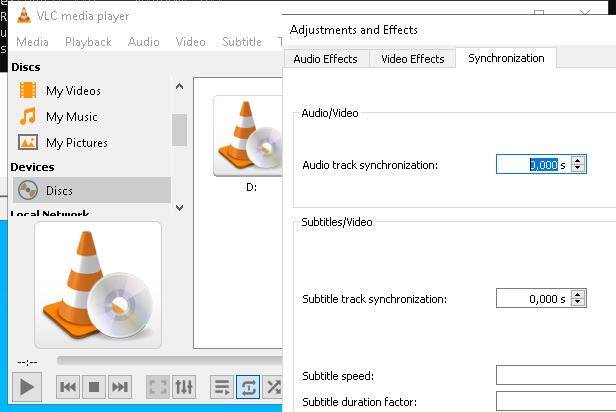 VLC media player
Media Playback Audio Video Subtitle
Adjustments and Effects
Audio Effects Video Effects Synchronization
Discs
My Videos
My Music
My Pictures
Devices
Discs
Local Network
D:
Audio/Video
Audio track synchronization: 0,000 s
Subtitles/Video
Subtitle track synchronization: 0,000 s
Subtitle speed:
Subtitle duration factor:
--:--